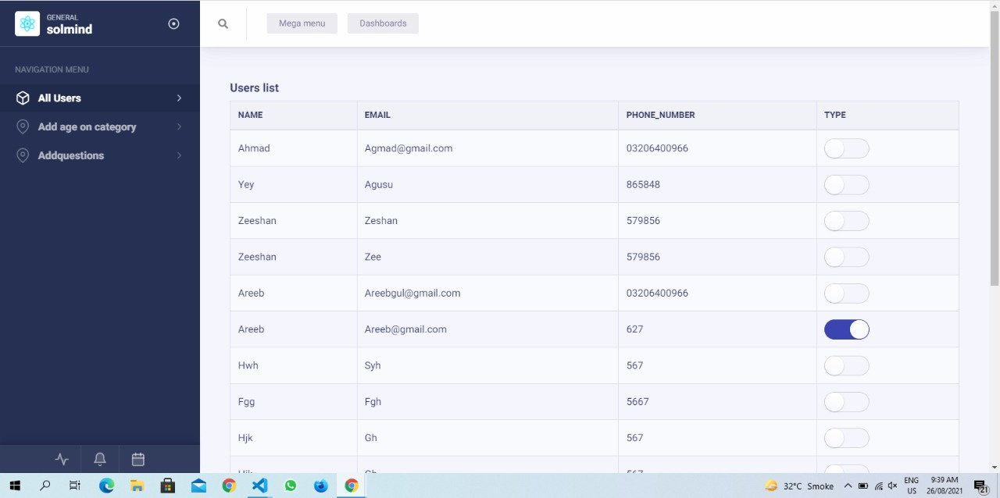 GENERAL
solmind
Mega menu
Dashboards
NAVIGATION MENU
All Users
Add age on category
Addquestions
Users list
NAME EMAIL PHONE_NUMBER TYPE
Ahmad Agmad@gmail.com 03206400966
Yey Agusu 865848
Zeeshan Zeshan 579856
Zeeshan Zee 579856
Areeb Areebgul@gmail.com 03206400966
Areeb Areeb@gmail.com 627
Hwh Syh 567
Fgg Fgh 5667
Hjk Gh 567
32°C Smoke
ENG
US
9:39 AM
26/08/2021
21